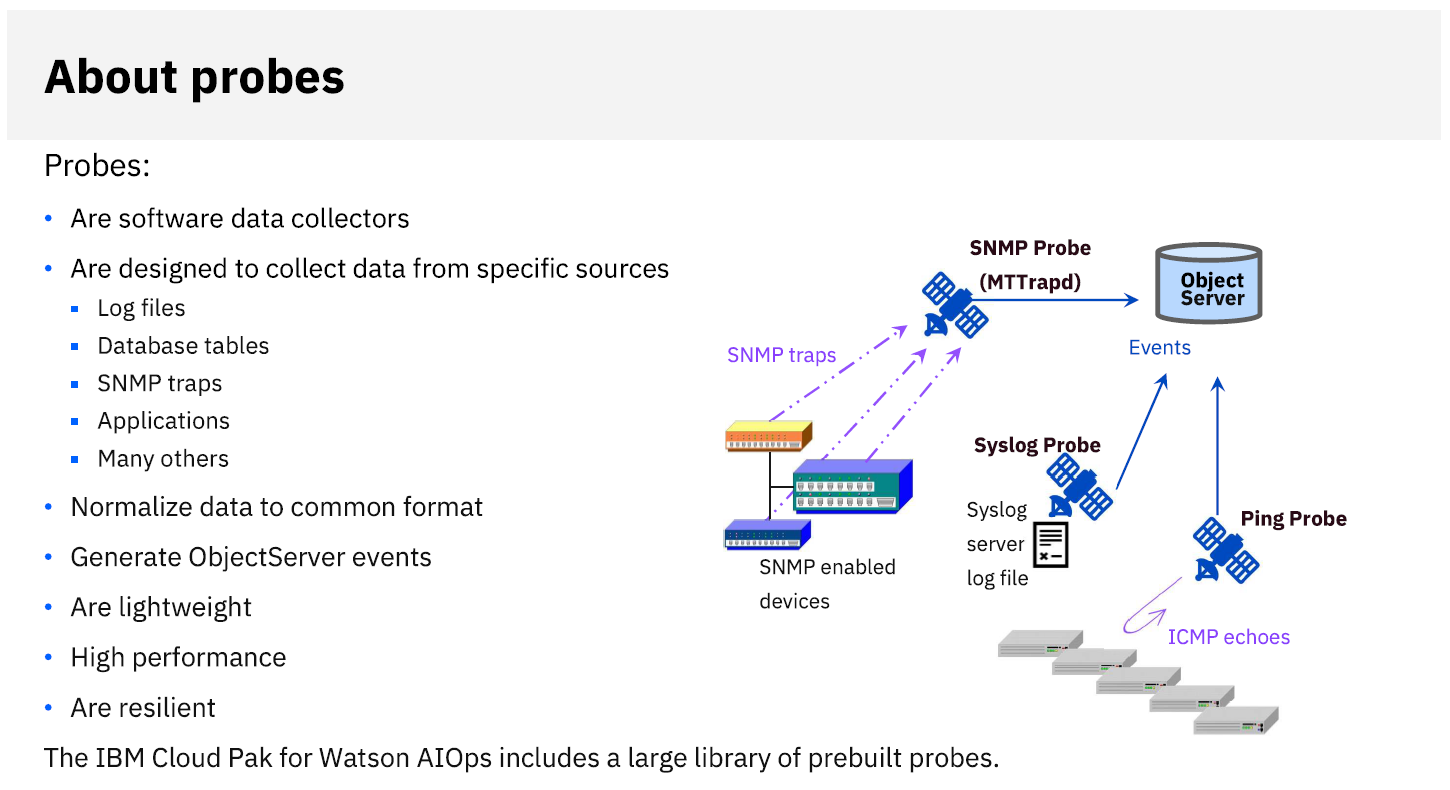 About probes
Probes:
• Are software data collectors
• Are designed to collect data from specific sources
▪ Log files
▪ Database tables
▪ SNMP traps
▪ Applications
▪ Many others
• Normalize data to common format
• Generate ObjectServer events
• Are lightweight
• High performance
• Are resilient
The IBM Cloud Pak for Watson AIOps includes a large library of prebuilt probes.
SNMP Probe
(MTTrapd)
Object
Server
SNMP traps
Events
Syslog Probe
Syslog
server
log file
Ping Probe
SNMP enabled
devices
ICMP echoes